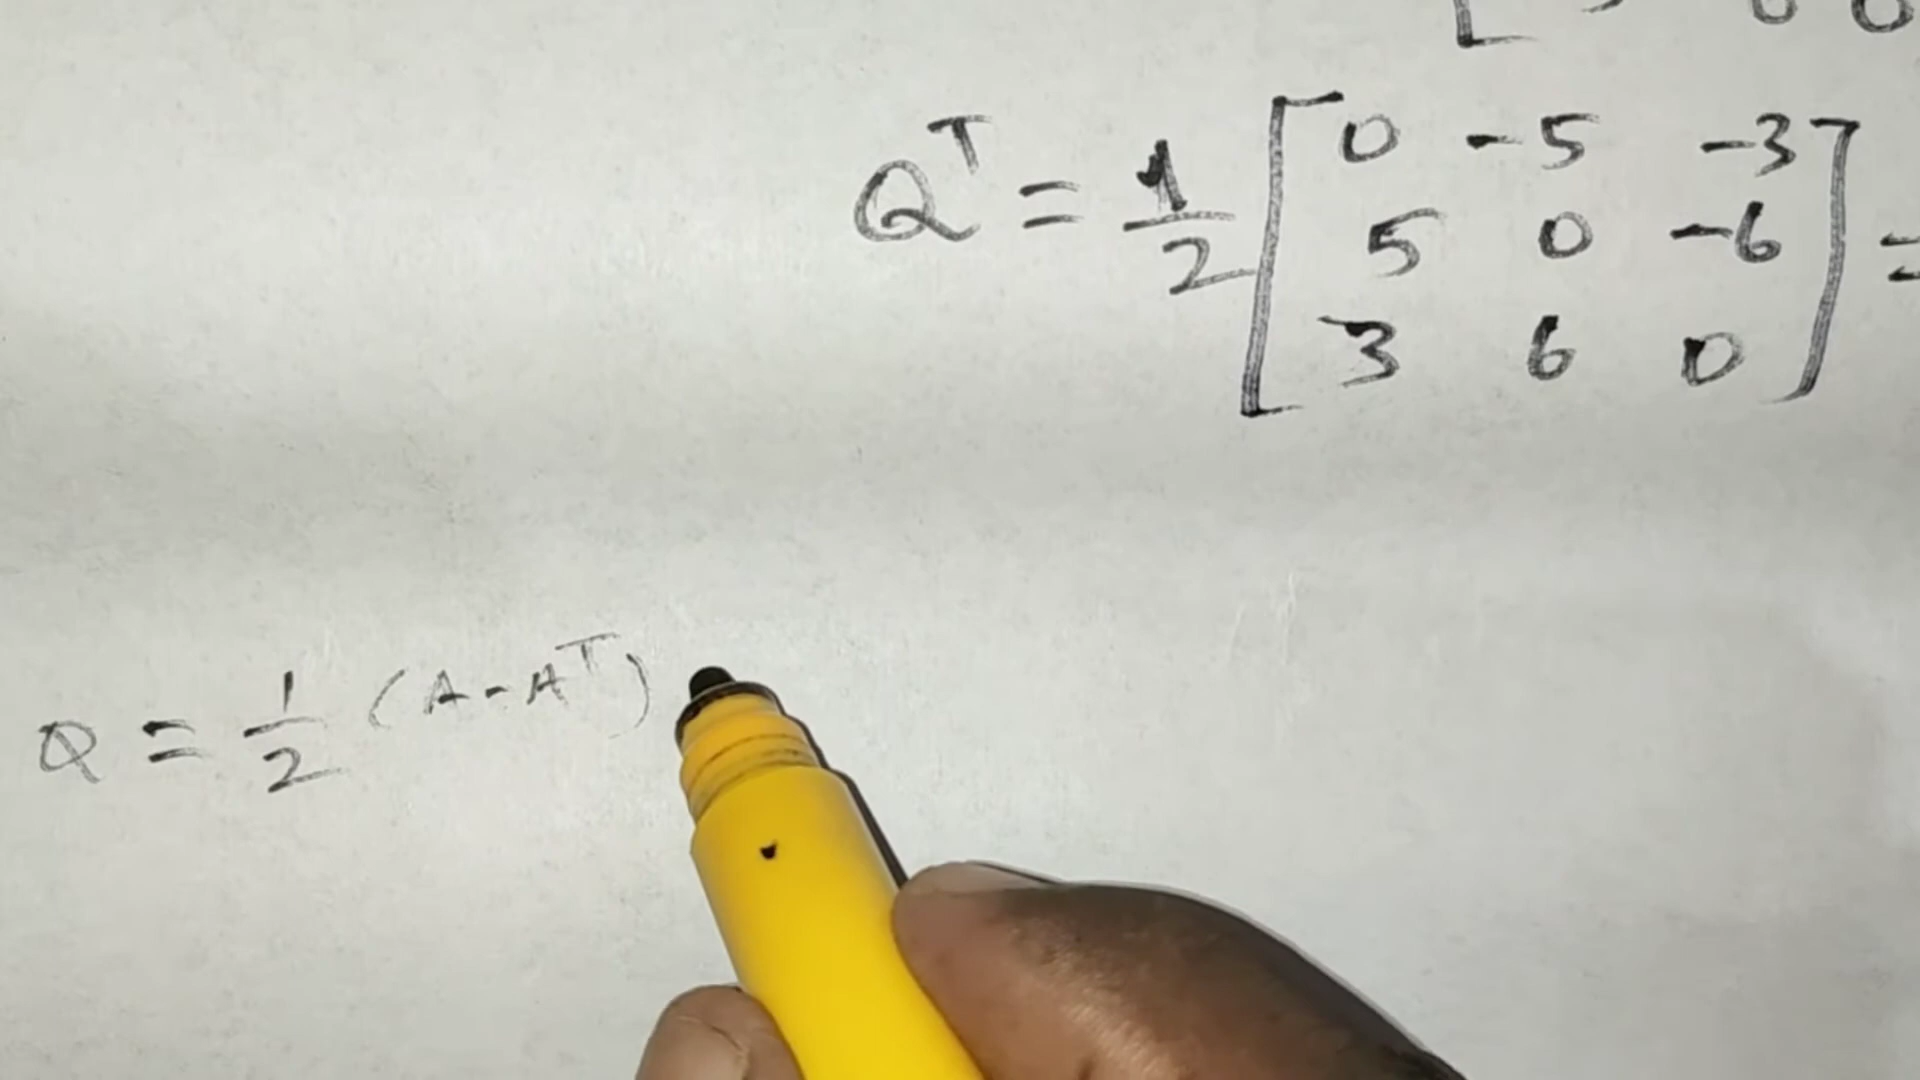 Q^T = 1/2 [0 -5 -3
5 0 -6
3 6 0] =
Q = 1/2 (A - A^T)